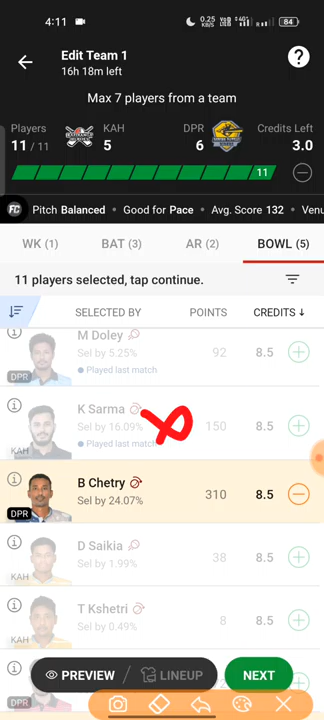 4:11 0.25 KB/S 84
Edit Team 1
16h 18m left
?
Max 7 players from a team
Players KAH DPR Credits Left
11 / 11 5 6 3.0
11
FC Pitch Balanced • Good for Pace • Avg. Score 132 • Venu
WK (1) BAT (3) AR (2) BOWL (5)
11 players selected, tap continue.
SELECTED BY POINTS CREDITS ↓
M Doley
Sel by 5.25% 92 8.5
DPR • Played last match
K Sarma
Sel by 16.09% 150 8.5
KAH • Played last match
B Chetry
Sel by 24.07% 310 8.5
DPR
D Saikia
Sel by 1.99% 38 8.5
KAH
T Kshetri
Sel by 0.49% 8 8.5
KAH
PREVIEW / LINEUP NEXT